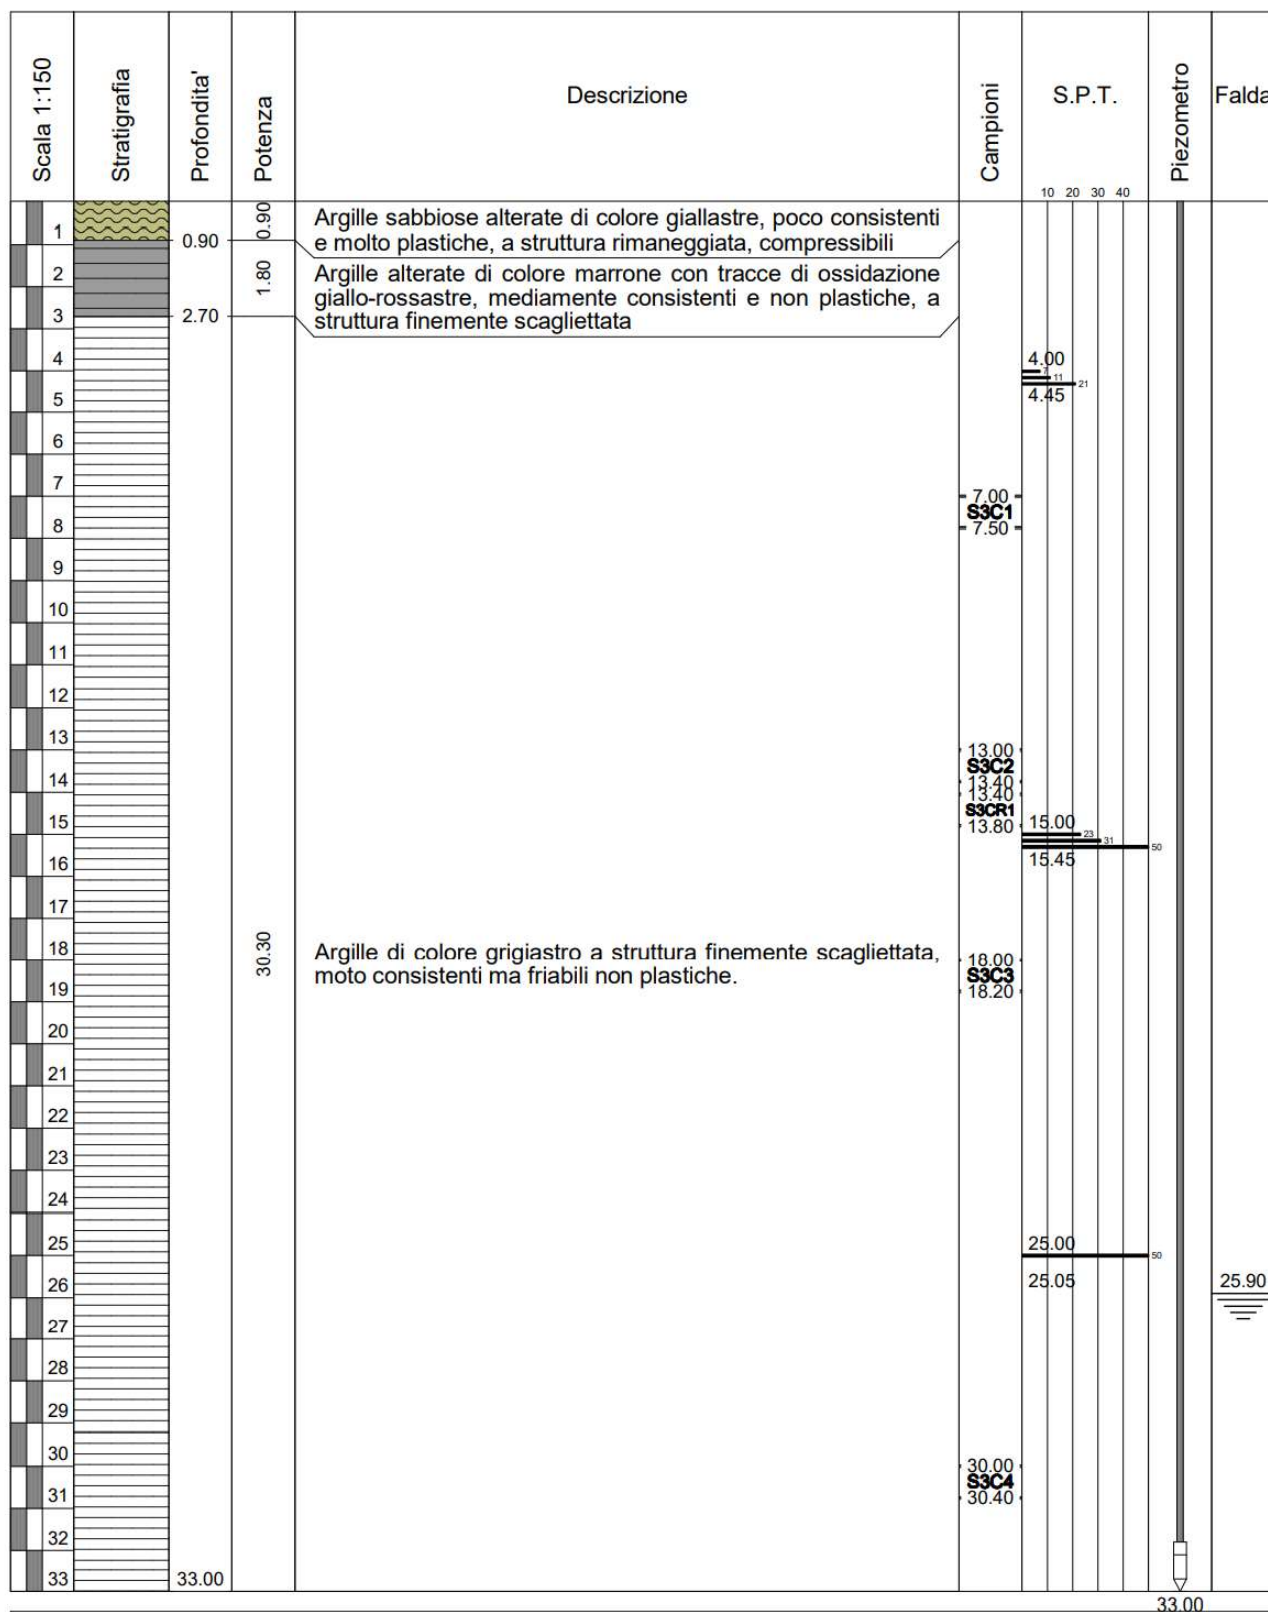 Scala 1:150
Stratigrafia
Profondita'
Potenza
Descrizione
Campioni
S.P.T.
10 20 30 40
Piezometro
Falda
1
2
3
4
5
6
7
8
9
10
11
12
13
14
15
16
17
18
19
20
21
22
23
24
25
26
27
28
29
30
31
32
33
0.90
2.70
33.00
0.90
1.80
30.30
Argille sabbiose alterate di colore giallastre, poco consistenti
e molto plastiche, a struttura rimaneggiata, compressibili
Argille alterate di colore marrone con tracce di ossidazione
giallo-rossastre, mediamente consistenti e non plastiche, a
struttura finemente scagliettata
Argille di colore grigiastro a struttura finemente scagliettata,
moto consistenti ma friabili non plastiche.
7.00
S3C1
7.50
13.00
S3C2
13.40
13.40
S3CR1
13.80
18.00
S3C3
18.20
30.00
S3C4
30.40
4.00
7
11
21
4.45
15.00
23
31
50
15.45
25.00
50
25.05
33.00
25.90